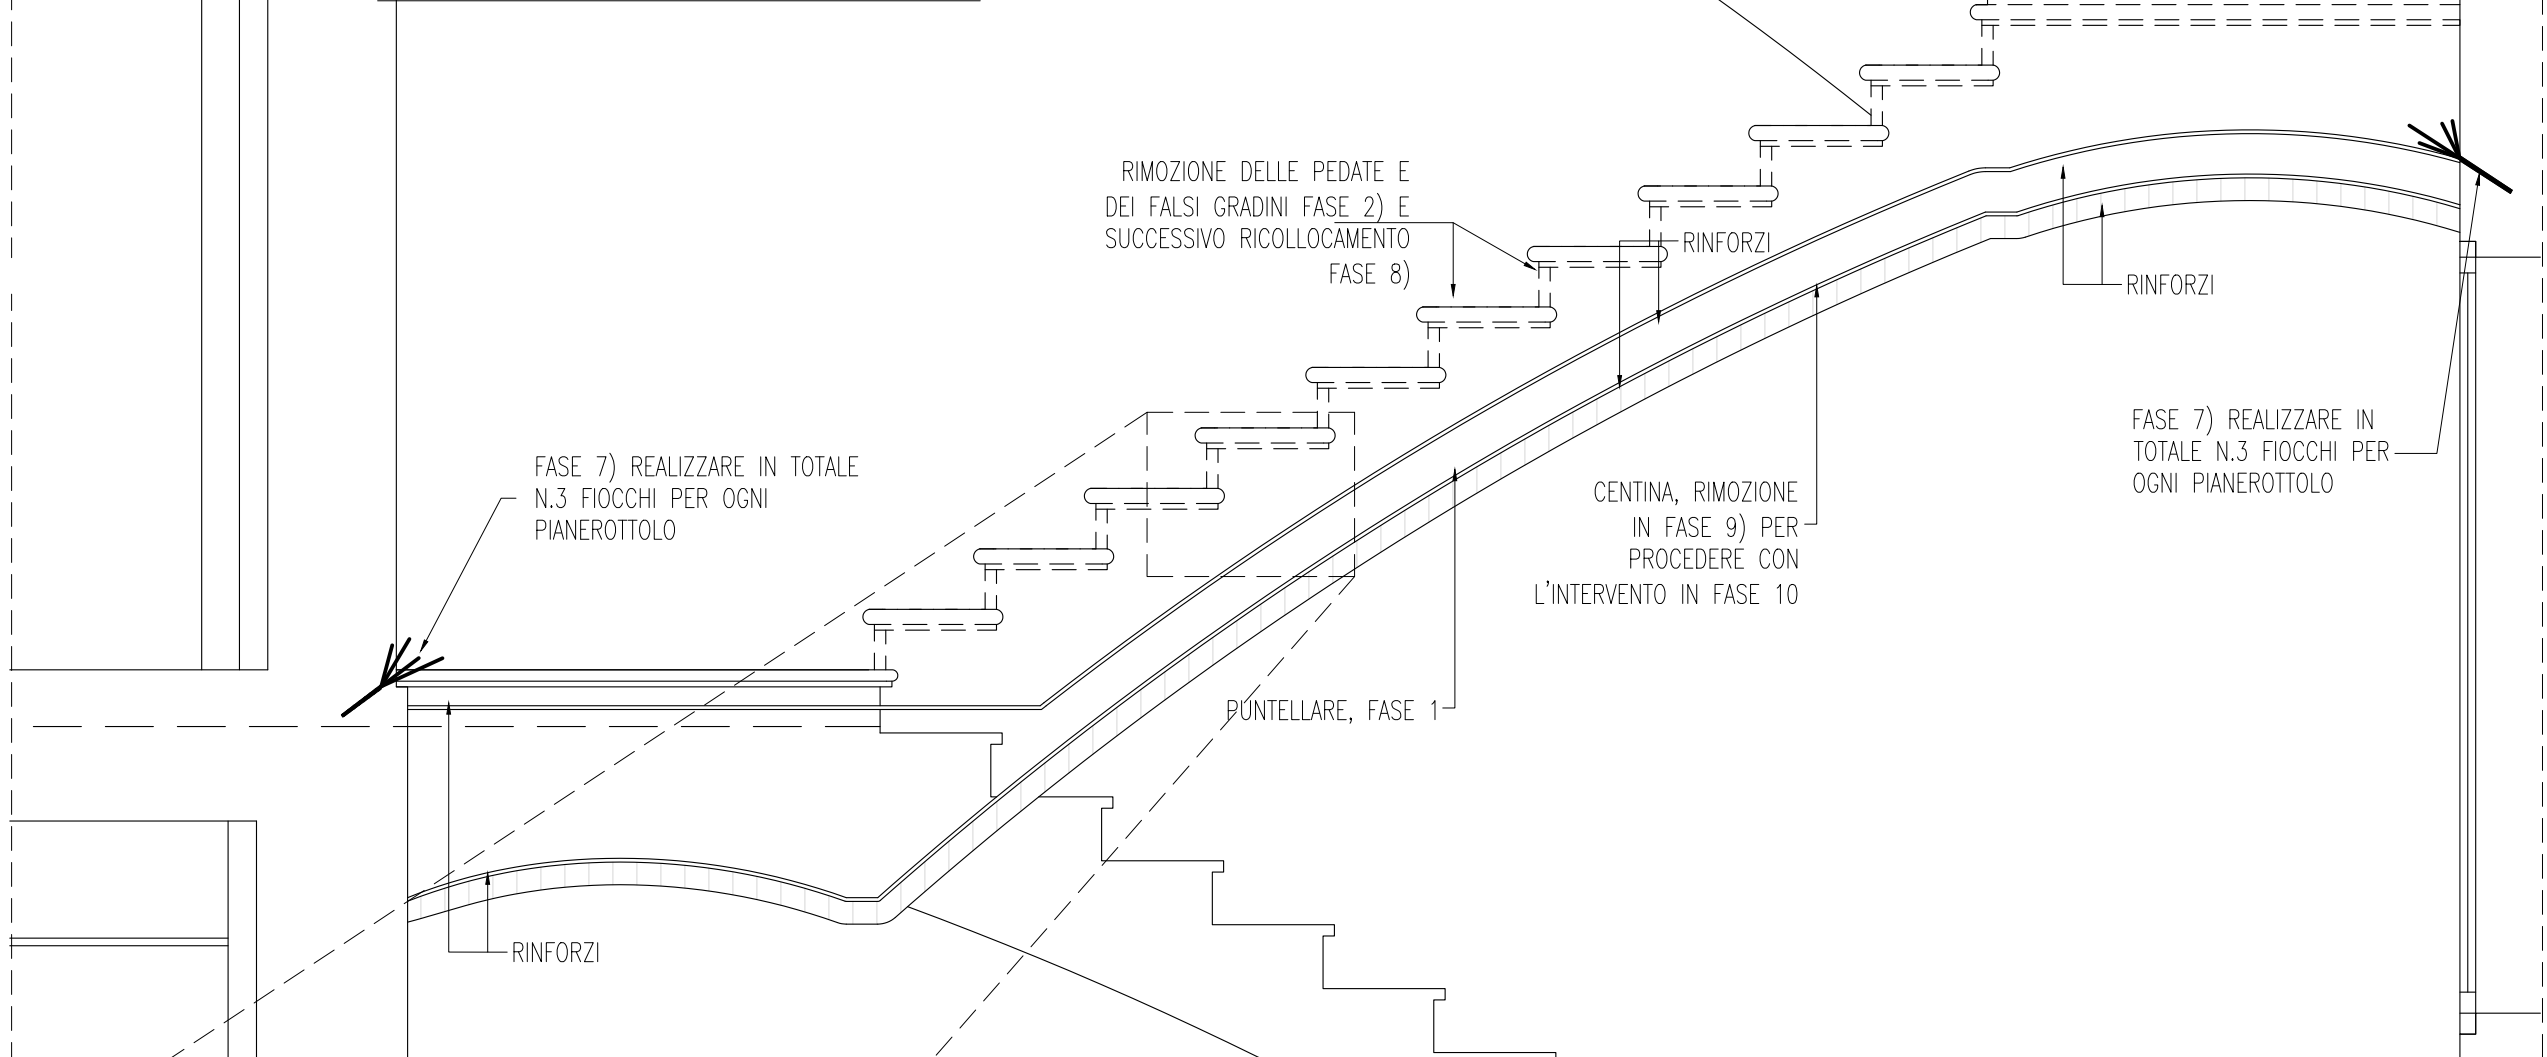 RIMOZIONE DELLE PEDATE E
DEI FALSI GRADINI FASE 2) E
SUCCESSIVO RICOLLOCAMENTO
FASE 8)
RINFORZI
RINFORZI
FASE 7) REALIZZARE IN TOTALE
N.3 FIOCCHI PER OGNI
PIANEROTTOLO
FASE 7) REALIZZARE IN
TOTALE N.3 FIOCCHI PER
OGNI PIANEROTTOLO
CENTINA, RIMOZIONE
IN FASE 9) PER
PROCEDERE CON
L'INTERVENTO IN FASE 10
PUNTELLARE, FASE 1
RINFORZI